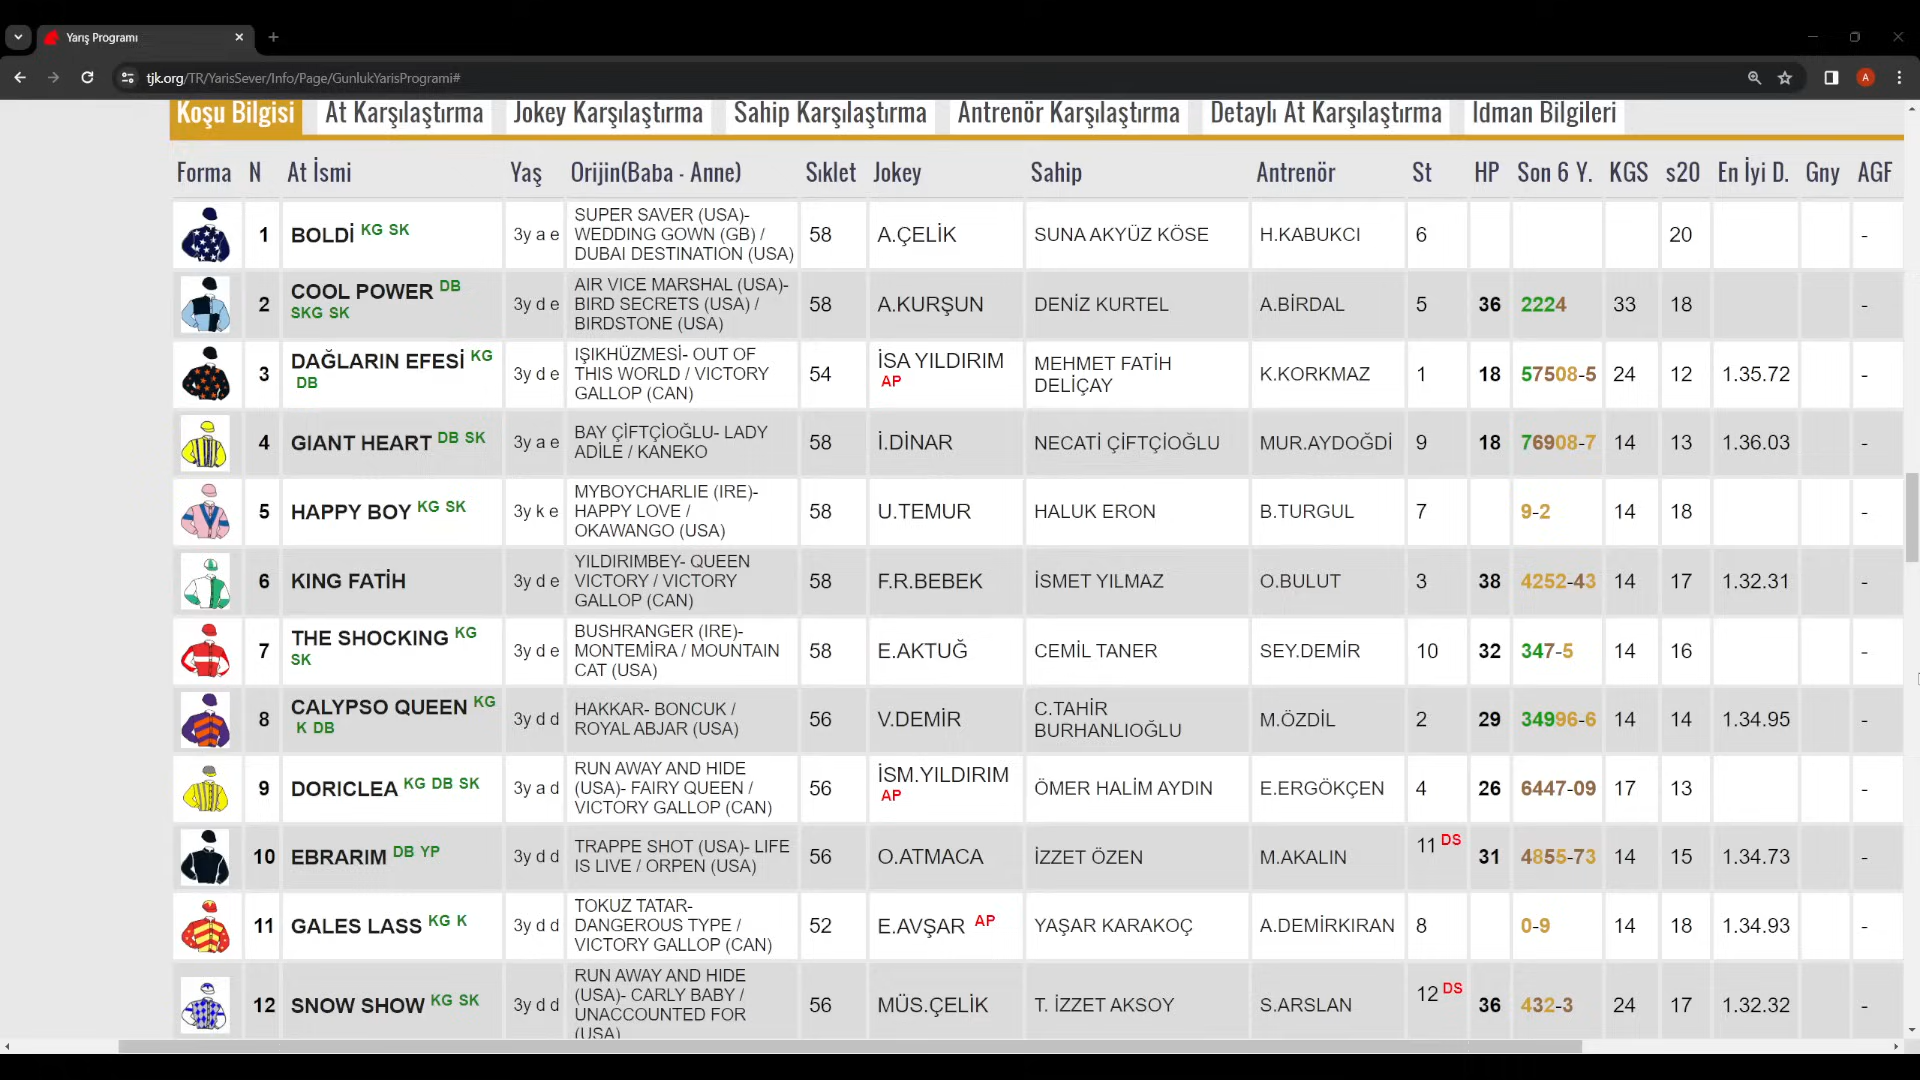 Yarış Programı
tjk.org/TR/YarisSever/Info/Page/GunlukYarisProgrami#
A
Koşu Bilgisi At Karşılaştırma Jokey Karşılaştırma Sahip Karşılaştırma Antrenör Karşılaştırma Detaylı At Karşılaştırma Idman Bilgileri
Forma N At İsmi Yaş Orijin(Baba - Anne) Sıklet Jokey Sahip Antrenör St HP Son 6 Y. KGS s20 En İyi D. Gny AGF
1 BOLDİ KG SK 3y a e SUPER SAVER (USA)-
WEDDING GOWN (GB) /
DUBAI DESTINATION (USA) 58 A.ÇELİK SUNA AKYÜZ KÖSE H.KABUKCI 6 20 -
2 COOL POWER DB
SKG SK 3y d e AIR VICE MARSHAL (USA)-
BIRD SECRETS (USA) /
BIRDSTONE (USA) 58 A.KURŞUN DENİZ KURTEL A.BİRDAL 5 36 2224 33 18 -
3 DAĞLARIN EFESİ KG
DB 3y d e IŞIKHÜZMESİ- OUT OF
THIS WORLD / VICTORY
GALLOP (CAN) 54 İSA YILDIRIM
AP MEHMET FATİH
DELİÇAY K.KORKMAZ 1 18 57508-5 24 12 1.35.72 -
4 GIANT HEART DB SK 3y a e BAY ÇİFTÇİOĞLU- LADY
ADİLE / KANEKO 58 İ.DİNAR NECATİ ÇİFTÇİOĞLU MUR.AYDOĞDİ 9 18 76908-7 14 13 1.36.03 -
5 HAPPY BOY KG SK 3y k e MYBOYCHARLIE (IRE)-
HAPPY LOVE /
OKAWANGO (USA) 58 U.TEMUR HALUK ERON B.TURGUL 7 9-2 14 18 -
6 KING FATİH 3y d e YILDIRIMBEY- QUEEN
VICTORY / VICTORY
GALLOP (CAN) 58 F.R.BEBEK İSMET YILMAZ O.BULUT 3 38 4252-43 14 17 1.32.31 -
7 THE SHOCKING KG
SK 3y d e BUSHRANGER (IRE)-
MONTEMİRA / MOUNTAIN
CAT (USA) 58 E.AKTUĞ CEMİL TANER SEY.DEMİR 10 32 347-5 14 16 -
8 CALYPSO QUEEN KG
K DB 3y d d HAKKAR- BONCUK /
ROYAL ABJAR (USA) 56 V.DEMİR C.TAHİR
BURHANLIOĞLU M.ÖZDİL 2 29 34996-6 14 14 1.34.95 -
9 DORICLEA KG DB SK 3y a d RUN AWAY AND HIDE
(USA)- FAIRY QUEEN /
VICTORY GALLOP (CAN) 56 İSM.YILDIRIM
AP ÖMER HALİM AYDIN E.ERGÖKÇEN 4 26 6447-09 17 13 -
10 EBRARIM DB YP 3y d d TRAPPE SHOT (USA)- LIFE
IS LIVE / ORPEN (USA) 56 O.ATMACA İZZET ÖZEN M.AKALIN 11 DS 31 4855-73 14 15 1.34.73 -
11 GALES LASS KG K 3y d d TOKUZ TATAR-
DANGEROUS TYPE /
VICTORY GALLOP (CAN) 52 E.AVŞAR AP YAŞAR KARAKOÇ A.DEMİRKIRAN 8 0-9 14 18 1.34.93 -
12 SNOW SHOW KG SK 3y d d RUN AWAY AND HIDE
(USA)- CARLY BABY /
UNACCOUNTED FOR
(USA) 56 MÜS.ÇELİK T. İZZET AKSOY S.ARSLAN 12 DS 36 432-3 24 17 1.32.32 -